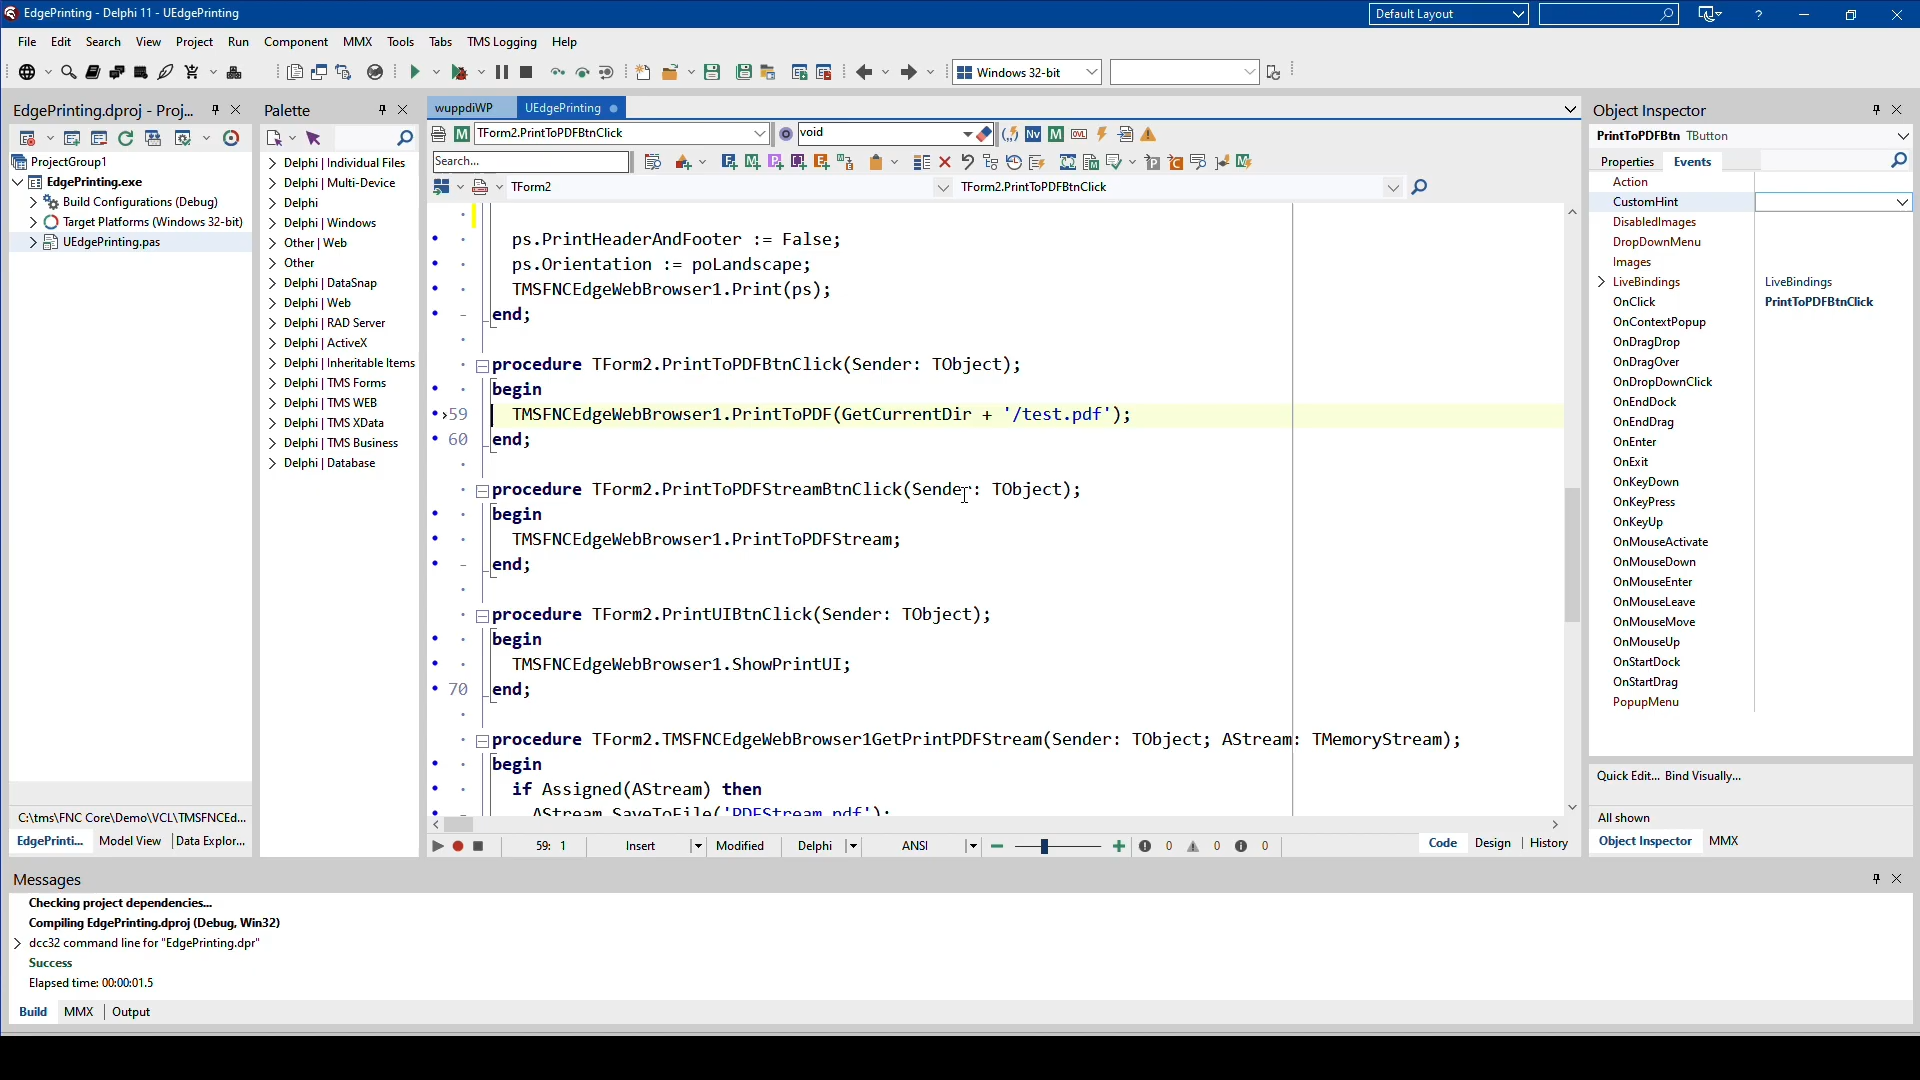 EdgePrinting - Delphi 11 - UEdgePrinting
Default Layout
?
File Edit Search View Project Run Component MMX Tools Tabs TMS Logging Help
Windows 32-bit
EdgePrinting.dproj - Proj...
ProjectGroup1
EdgePrinting.exe
Build Configurations (Debug)
Target Platforms (Windows 32-bit)
UEdgePrinting.pas
C:\tms\FNC Core\Demo\VCL\TMSFNCEd...
EdgePrinti... Model View Data Explor...
Palette
Delphi | Individual Files
Delphi | Multi-Device
Delphi
Delphi | Windows
Other | Web
Other
Delphi | DataSnap
Delphi | Web
Delphi | RAD Server
Delphi | ActiveX
Delphi | Inheritable Items
Delphi | TMS Forms
Delphi | TMS WEB
Delphi | TMS XData
Delphi | TMS Business
Delphi | Database
wuppdiWP UEdgePrinting
TForm2.PrintToPDFBtnClick void
Search...
TForm2 TForm2.PrintToPDFBtnClick
ps.PrintHeaderAndFooter := False;
ps.Orientation := poLandscape;
TMSFNCEdgeWebBrowser1.Print(ps);
end;
procedure TForm2.PrintToPDFBtnClick(Sender: TObject);
begin
59 TMSFNCEdgeWebBrowser1.PrintToPDF(GetCurrentDir + '/test.pdf');
60 end;
procedure TForm2.PrintToPDFStreamBtnClick(Sender: TObject);
begin
TMSFNCEdgeWebBrowser1.PrintToPDFStream;
end;
procedure TForm2.PrintUIBtnClick(Sender: TObject);
begin
TMSFNCEdgeWebBrowser1.ShowPrintUI;
70 end;
procedure TForm2.TMSFNCEdgeWebBrowser1GetPrintPDFStream(Sender: TObject; AStream: TMemoryStream);
begin
if Assigned(AStream) then
AStream.SaveToFile('PDFStream.pdf');
59: 1 Insert Modified Delphi ANSI 0 0 0
Code Design History
Object Inspector
PrintToPDFBtn TButton
Properties Events
Action
CustomHint
DisabledImages
DropDownMenu
Images
LiveBindings LiveBindings
OnClick PrintToPDFBtnClick
OnContextPopup
OnDragDrop
OnDragOver
OnDropDownClick
OnEndDock
OnEndDrag
OnEnter
OnExit
OnKeyDown
OnKeyPress
OnKeyUp
OnMouseActivate
OnMouseDown
OnMouseEnter
OnMouseLeave
OnMouseMove
OnMouseUp
OnStartDock
OnStartDrag
PopupMenu
Quick Edit... Bind Visually...
All shown
Object Inspector MMX
Messages
Checking project dependencies...
Compiling EdgePrinting.dproj (Debug, Win32)
dcc32 command line for "EdgePrinting.dpr"
Success
Elapsed time: 00:00:01.5
Build MMX Output